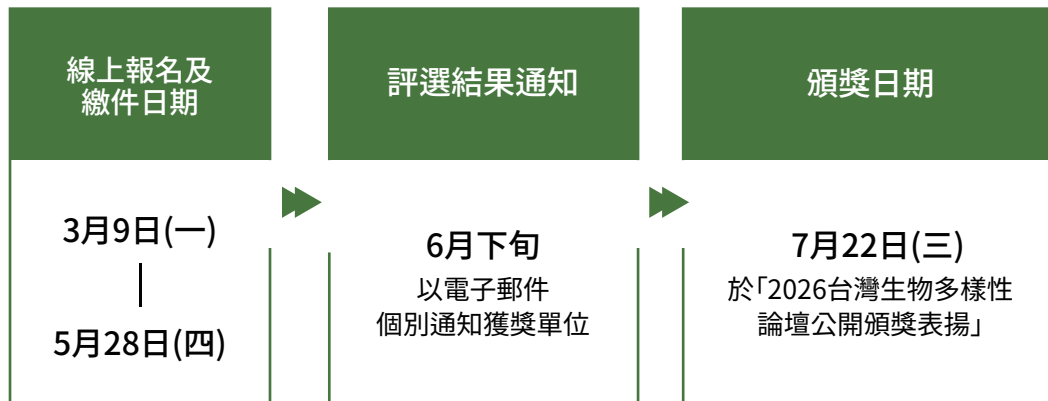 線上報名及
繳件日期
評選結果通知
頒獎日期
3月9日(一)
5月28日(四)
6月下旬
以電子郵件
個別通知獲獎單位
7月22日(三)
於「2026台灣生物多樣性
論壇公開頒獎表揚」